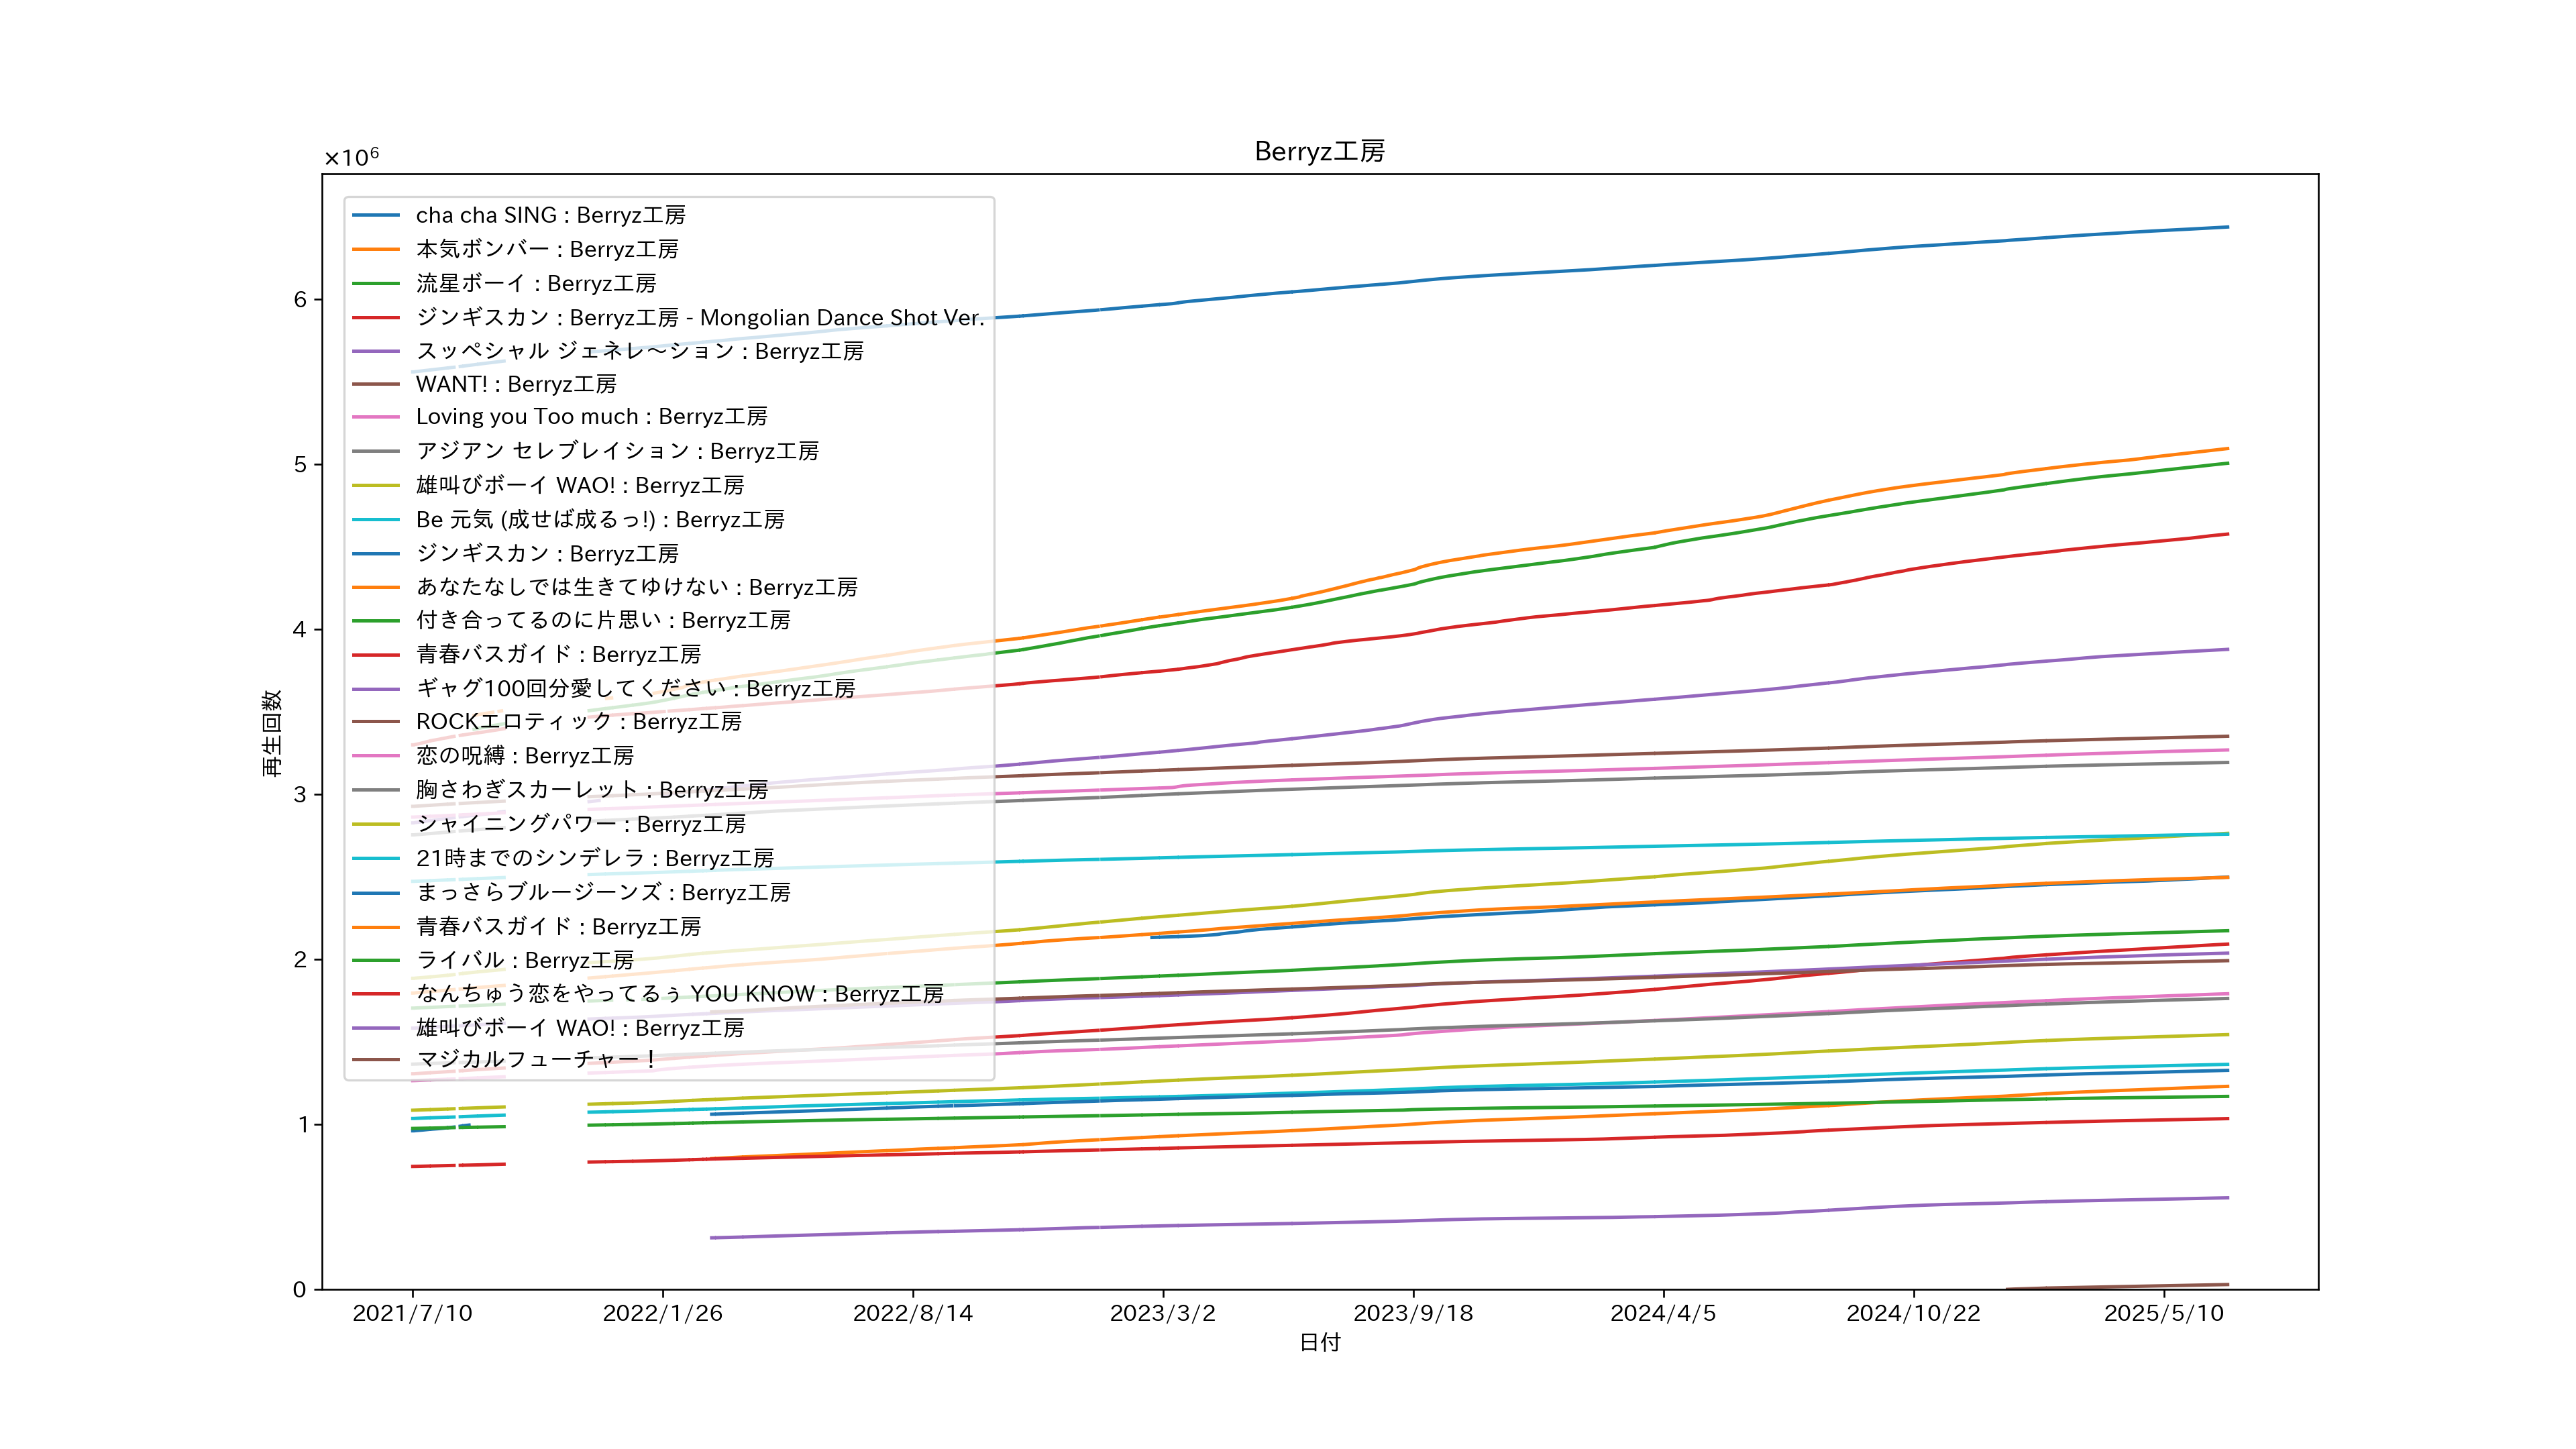 Berryz工房
×10⁶
cha cha SING : Berryz工房
本気ボンバー : Berryz工房
流星ボーイ : Berryz工房
ジンギスカン : Berryz工房 - Mongolian Dance Shot Ver.
スッペシャル ジェネレ～ション : Berryz工房
WANT! : Berryz工房
Loving you Too much : Berryz工房
アジアン セレブレイション : Berryz工房
雄叫びボーイ WAO! : Berryz工房
Be 元気 (成せば成るっ!) : Berryz工房
ジンギスカン : Berryz工房
あなたなしでは生きてゆけない : Berryz工房
付き合ってるのに片思い : Berryz工房
青春バスガイド : Berryz工房
ギャグ100回分愛してください : Berryz工房
ROCKエロティック : Berryz工房
恋の呪縛 : Berryz工房
胸さわぎスカーレット : Berryz工房
シャイニングパワー : Berryz工房
21時までのシンデレラ : Berryz工房
まっさらブルージーンズ : Berryz工房
青春バスガイド : Berryz工房
ライバル : Berryz工房
なんちゅう恋をやってるぅ YOU KNOW : Berryz工房
雄叫びボーイ WAO! : Berryz工房
マジカルフューチャー！
再生回数
6
5
4
3
2
1
0
2021/7/10 2022/1/26 2022/8/14 2023/3/2 2023/9/18 2024/4/5 2024/10/22 2025/5/10
日付